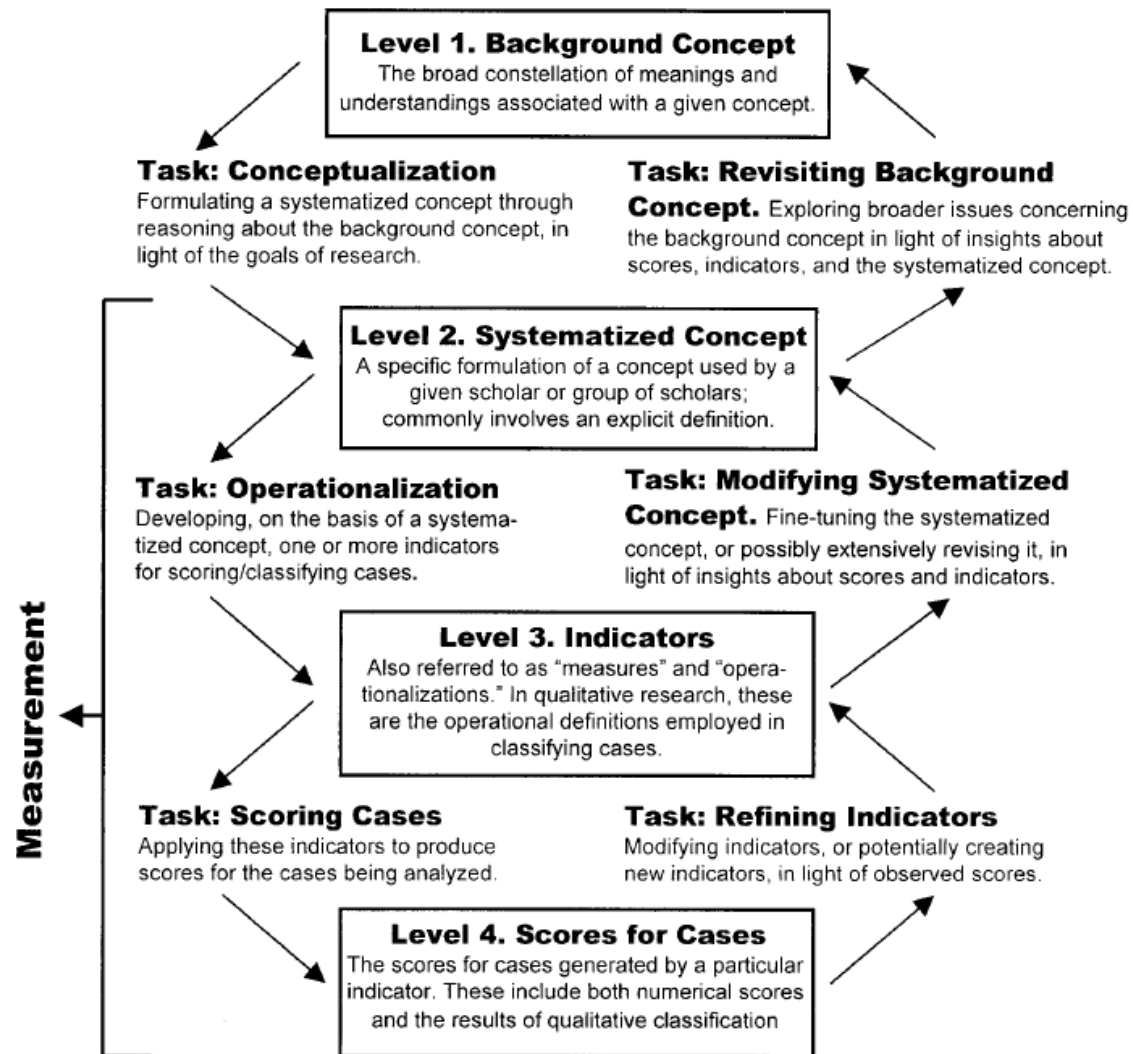 Level 1. Background Concept
The broad constellation of meanings and
understandings associated with a given concept.
Task: Conceptualization
Formulating a systematized concept through
reasoning about the background concept, in
light of the goals of research.
Task: Revisiting Background
Concept. Exploring broader issues concerning
the background concept in light of insights about
scores, indicators, and the systematized concept.
Level 2. Systematized Concept
A specific formulation of a concept used by a
given scholar or group of scholars;
commonly involves an explicit definition.
Task: Operationalization
Developing, on the basis of a systema-
tized concept, one or more indicators
for scoring/classifying cases.
Task: Modifying Systematized
Concept. Fine-tuning the systematized
concept, or possibly extensively revising it, in
light of insights about scores and indicators.
Measurement
Level 3. Indicators
Also referred to as “measures” and “opera-
tionalizations.” In qualitative research, these
are the operational definitions employed in
classifying cases.
Task: Scoring Cases
Applying these indicators to produce
scores for the cases being analyzed.
Task: Refining Indicators
Modifying indicators, or potentially creating
new indicators, in light of observed scores.
Level 4. Scores for Cases
The scores for cases generated by a particular
indicator. These include both numerical scores
and the results of qualitative classification